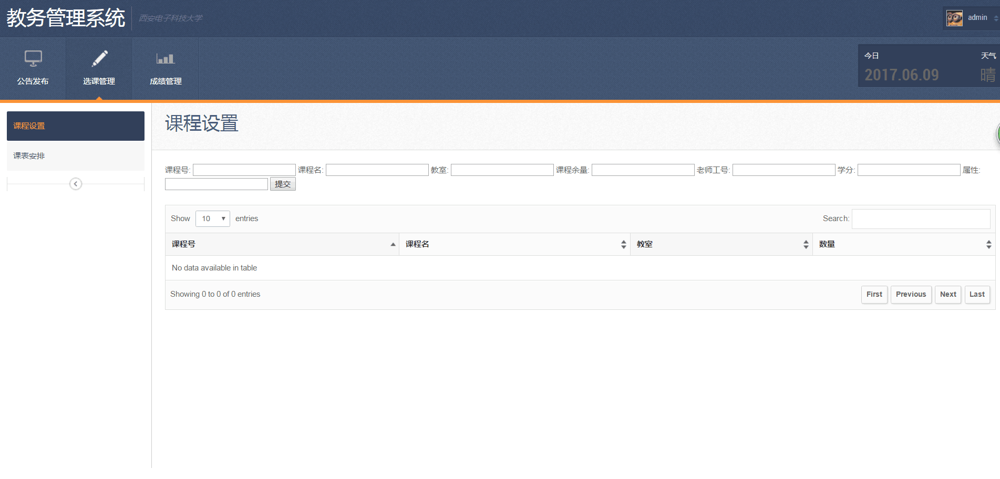 教务管理系统 西安电子科技大学 admin
公告发布 选课管理 成绩管理
今日 天气
2017.06.09 晴
课程设置
课表安排
课程设置
课程号: 课程名: 教室: 课程余量: 老师工号: 学分: 属性:
提交
Show 10 entries Search:
课程号 课程名 教室 数量
No data available in table
Showing 0 to 0 of 0 entries First Previous Next Last